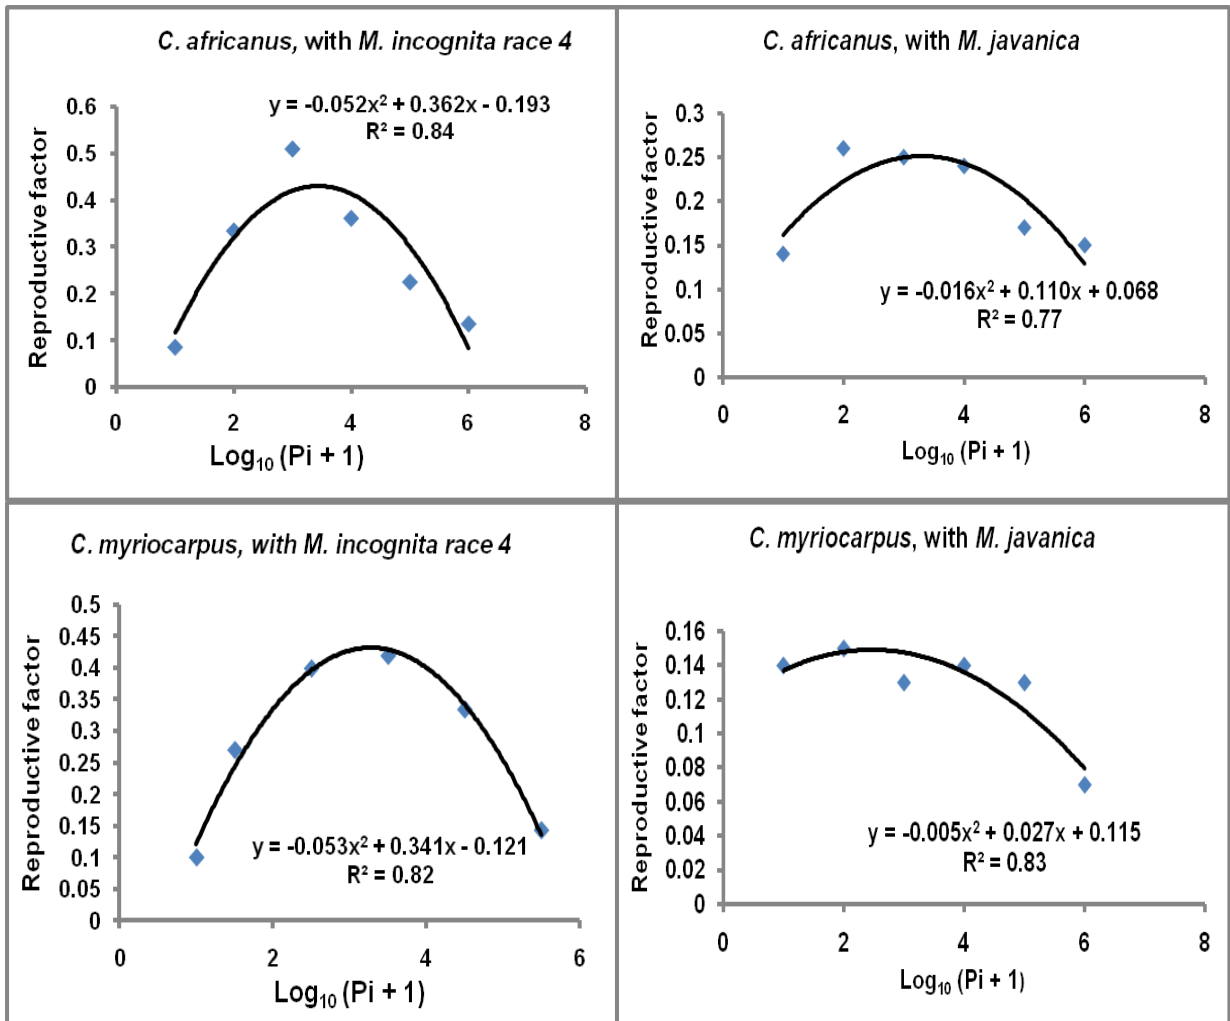 C. africanus, with M. incognita race 4
y = -0.052x² + 0.362x - 0.193
R² = 0.84
Reproductive factor
0.6
0.5
0.4
0.3
0.2
0.1
0
0 2 4 6 8
Log₁₀ (Pi + 1)
C. africanus, with M. javanica
Reproductive factor
0.3
0.25
0.2
0.15
0.1
0.05
0
y = -0.016x² + 0.110x + 0.068
R² = 0.77
0 2 4 6 8
Log₁₀ (Pi + 1)
C. myriocarpus, with M. incognita race 4
Reproductive factor
0.5
0.45
0.4
0.35
0.3
0.25
0.2
0.15
0.1
0.05
0
y = -0.053x² + 0.341x - 0.121
R² = 0.82
0 2 4 6
Log₁₀ (Pi + 1)
C. myriocarpus, with M. javanica
Reproductive factor
0.16
0.14
0.12
0.1
0.08
0.06
0.04
0.02
0
y = -0.005x² + 0.027x + 0.115
R² = 0.83
0 2 4 6 8
Log₁₀ (Pi + 1)